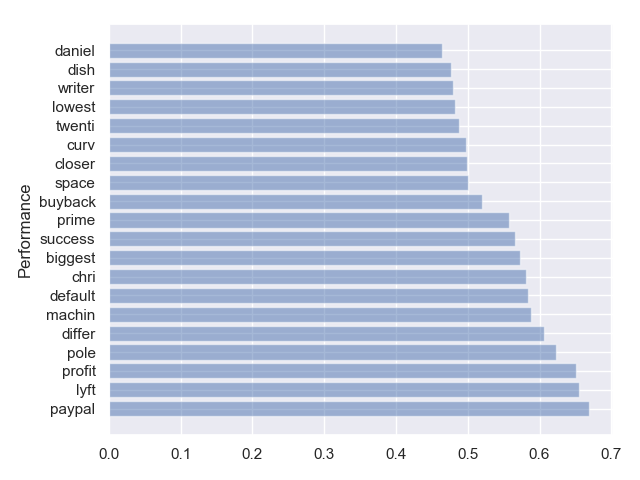 daniel
dish
writer
lowest
twenti
curv
closer
space
buyback
prime
success
biggest
chri
default
machin
differ
pole
profit
lyft
paypal
Performance
0.0 0.1 0.2 0.3 0.4 0.5 0.6 0.7